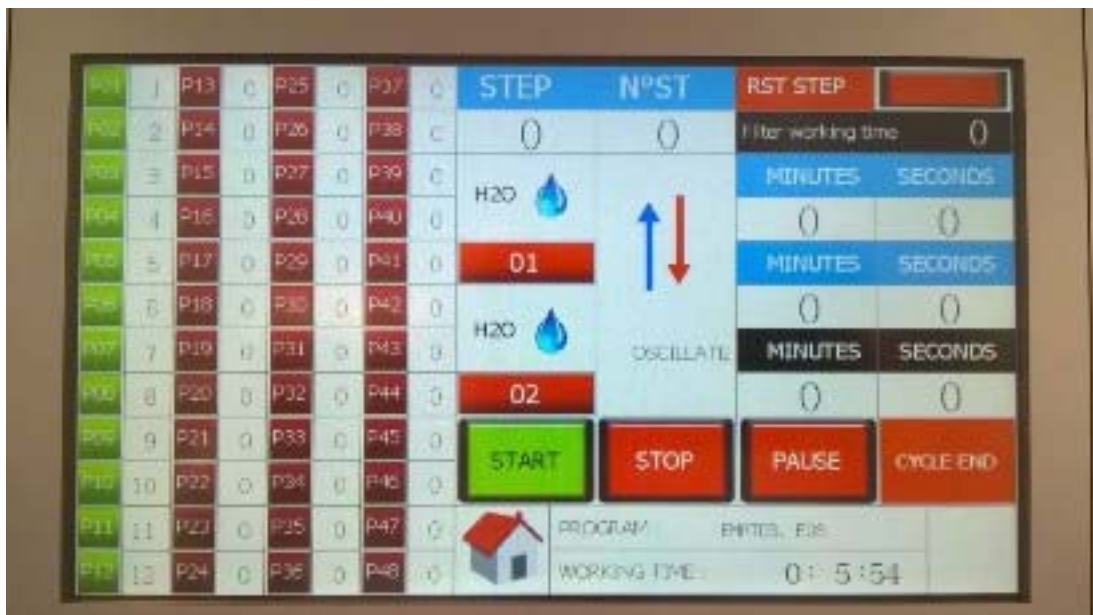 P01 1 P13 0 P25 0 P37 0 STEP NºST RST STEP
P02 2 P14 0 P26 0 P38 0 0 0 Filter working time 0
P03 3 P15 0 P27 0 P39 0 H2O MINUTES SECONDS
P04 4 P16 0 P28 0 P40 0 0 0
P05 5 P17 0 P29 0 P41 0 01 MINUTES SECONDS
P06 6 P18 0 P30 0 P42 0 H2O 0 0
P07 7 P19 0 P31 0 P43 0 OSCILLATE MINUTES SECONDS
P08 8 P20 0 P32 0 P44 0 02 0 0
P09 9 P21 0 P33 0 P45 0 START STOP PAUSE CYCLE END
P10 10 P22 0 P34 0 P46 0
P11 11 P23 0 P35 0 P47 0 PROGRAM
P12 12 P24 0 P36 0 P48 0 WORKING TIME: 0: 5:54